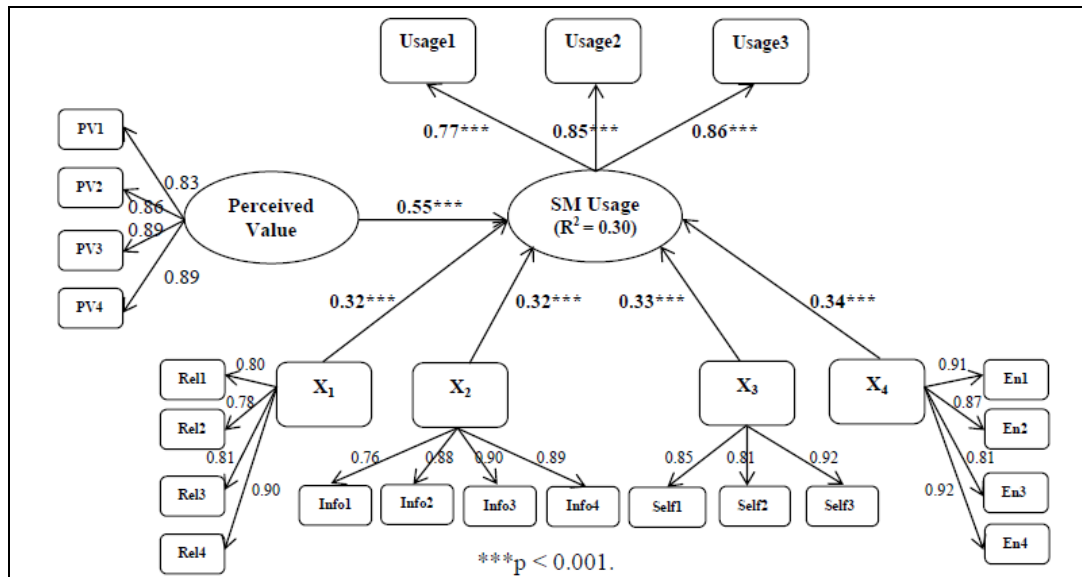 Usage1
Usage2
Usage3
0.77***
0.85***
0.86***
PV1
PV2
PV3
PV4
0.83
0.86
0.89
0.89
Perceived
Value
0.55***
SM Usage
(R² = 0.30)
0.32***
0.32***
0.33***
0.34***
X₁
X₂
X₃
X₄
Rel1
Rel2
Rel3
Rel4
0.80
0.78
0.81
0.90
0.76
0.88
0.90
0.89
Info1
Info2
Info3
Info4
0.85
0.81
0.92
Self1
Self2
Self3
0.91
0.87
0.81
0.92
En1
En2
En3
En4
***p < 0.001.